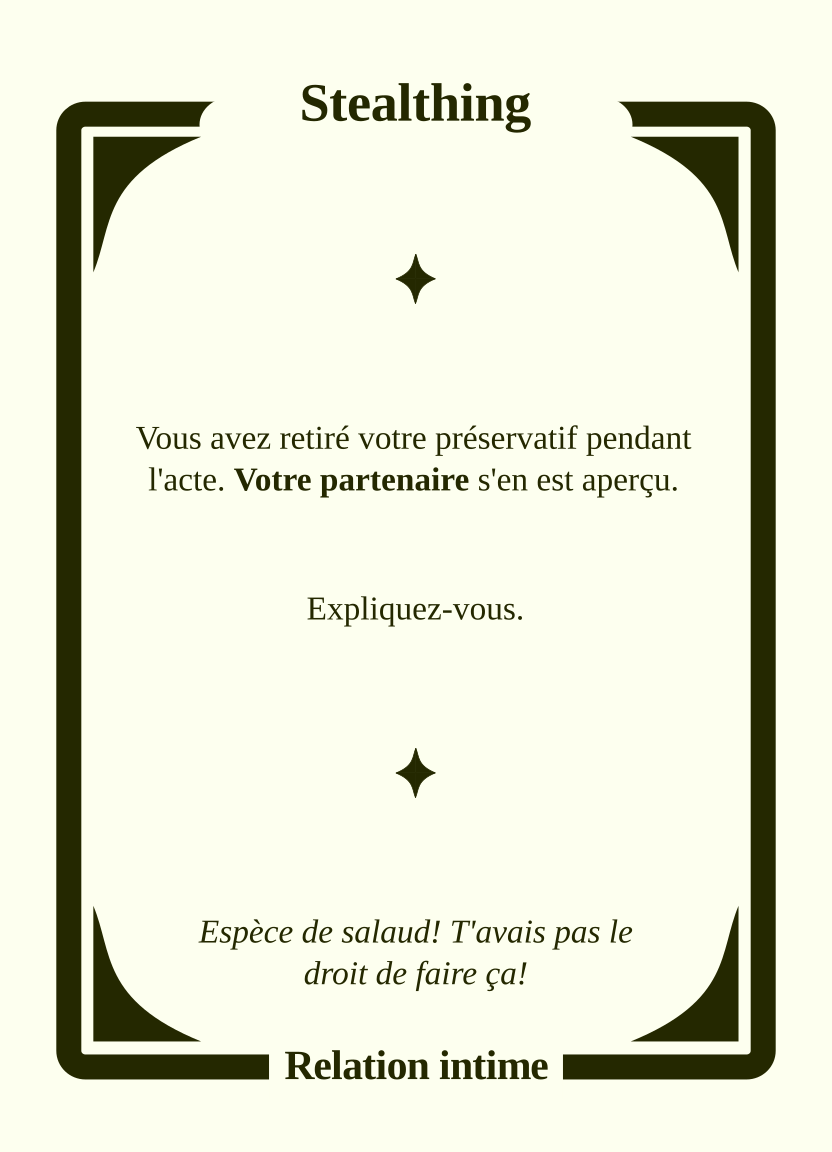 Stealthing
Vous avez retiré votre préservatif pendant
l'acte. Votre partenaire s'en est aperçu.
Expliquez-vous.
Espèce de salaud! T'avais pas le
droit de faire ça!
Relation intime